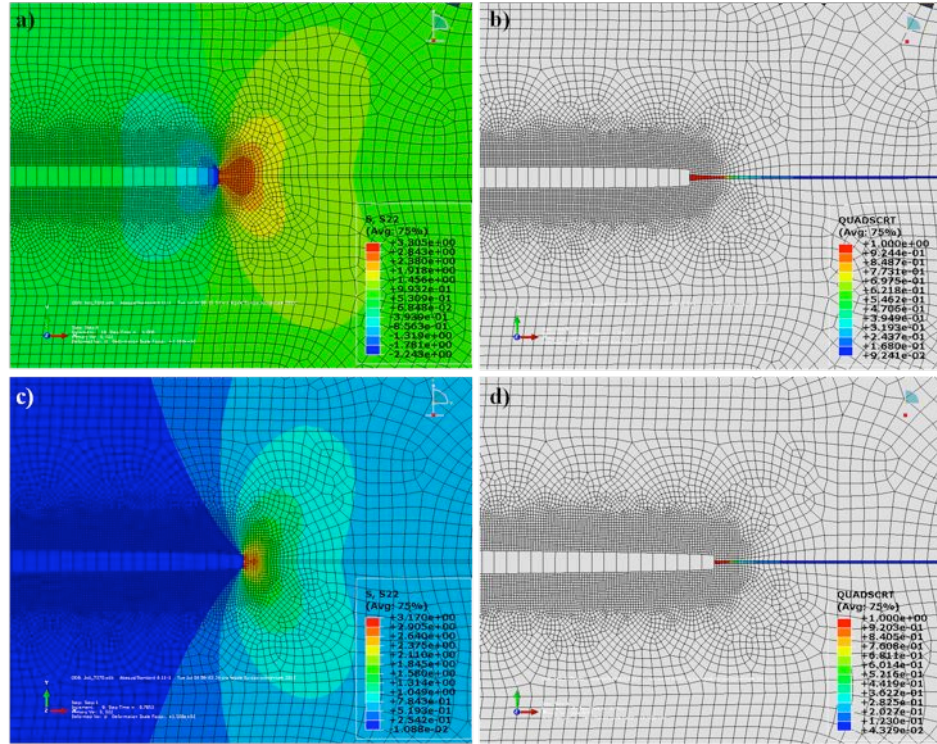 a)
S, S22
(Avg: 75%)
+3.305e+00
+2.843e+00
+2.380e+00
+1.918e+00
+1.456e+00
+9.932e-01
+5.309e-01
+6.848e-02
-3.939e-01
-8.563e-01
-1.319e+00
-1.781e+00
-2.243e+00
b)
QUADSCRT
(Avg: 75%)
+1.000e+00
+9.244e-01
+8.487e-01
+7.731e-01
+6.975e-01
+6.218e-01
+5.462e-01
+4.706e-01
+3.949e-01
+3.193e-01
+2.437e-01
+1.680e-01
+9.241e-02
c)
S, S22
(Avg: 75%)
+3.170e+00
+2.905e+00
+2.640e+00
+2.375e+00
+2.110e+00
+1.845e+00
+1.580e+00
+1.314e+00
+1.049e+00
+7.843e-01
+5.193e-01
+2.542e-01
-1.088e-02
d)
QUADSCRT
(Avg: 75%)
+1.000e+00
+9.203e-01
+8.405e-01
+7.608e-01
+6.811e-01
+6.014e-01
+5.216e-01
+4.419e-01
+3.622e-01
+2.825e-01
+2.027e-01
+1.230e-01
+4.329e-02